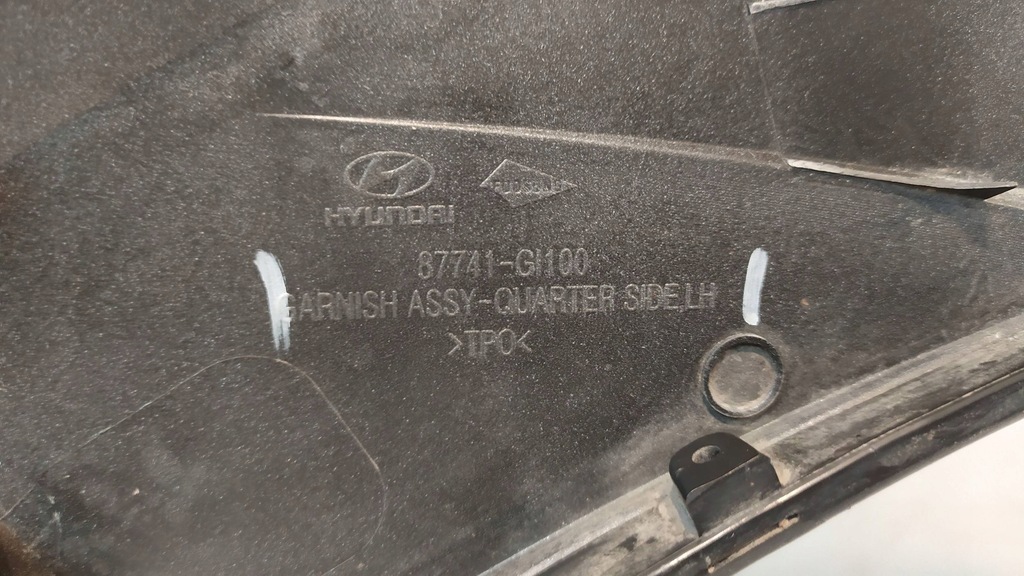 HYUNDAI
87741-GI100
GARNISH ASSY-QUARTER SIDE,LH
>TPO<